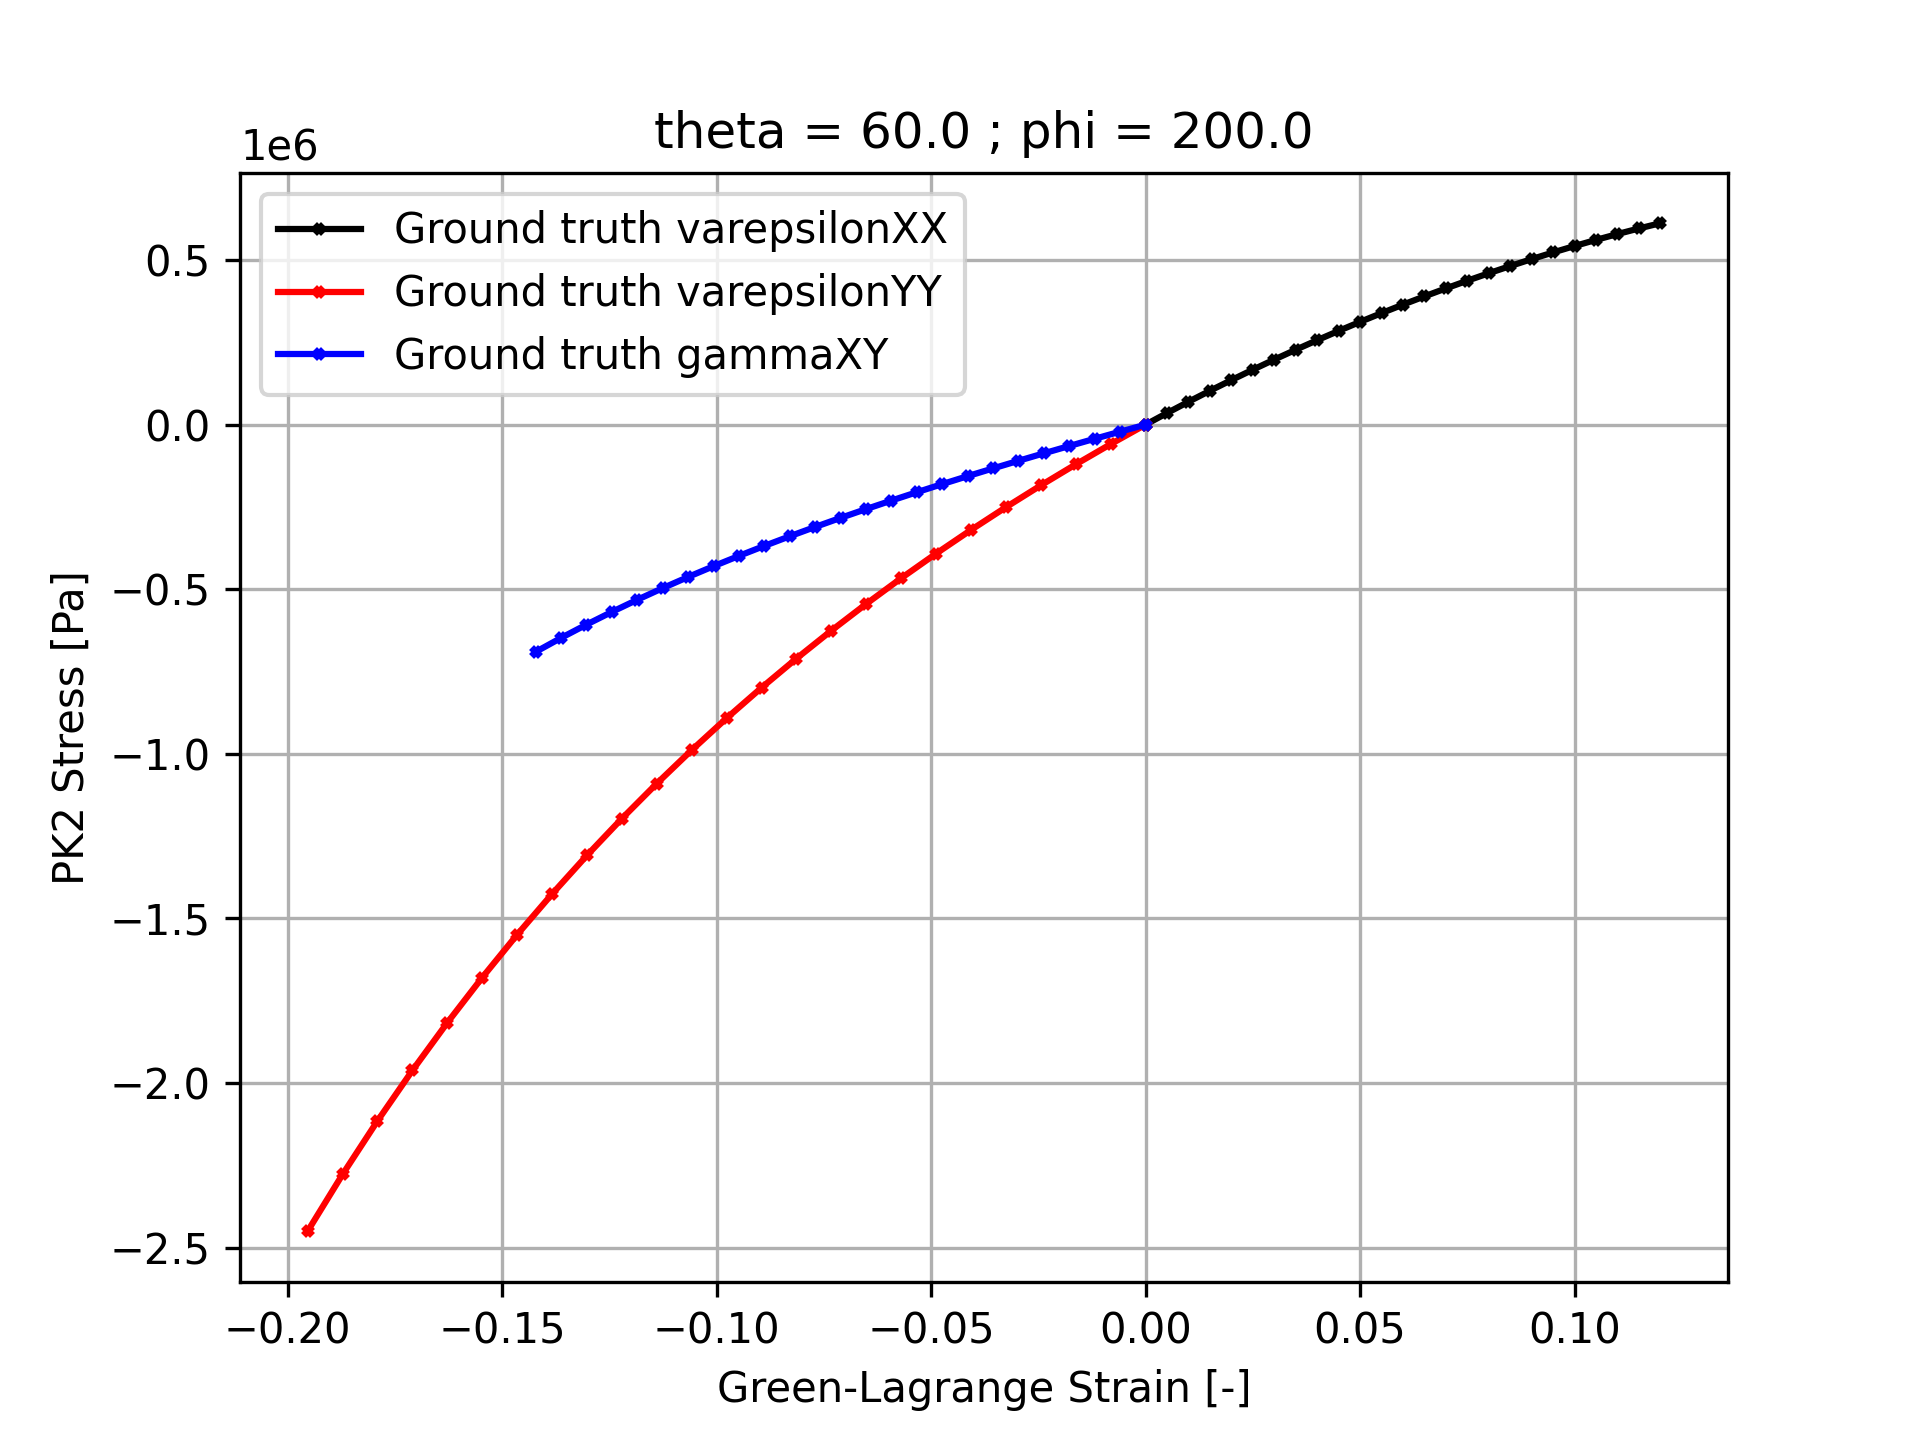 theta = 60.0 ; phi = 200.0
1e6
Ground truth varepsilonXX
Ground truth varepsilonYY
Ground truth gammaXY
0.5
0.0
−0.5
−1.0
−1.5
−2.0
−2.5
PK2 Stress [Pa]
−0.20 −0.15 −0.10 −0.05 0.00 0.05 0.10
Green-Lagrange Strain [-]